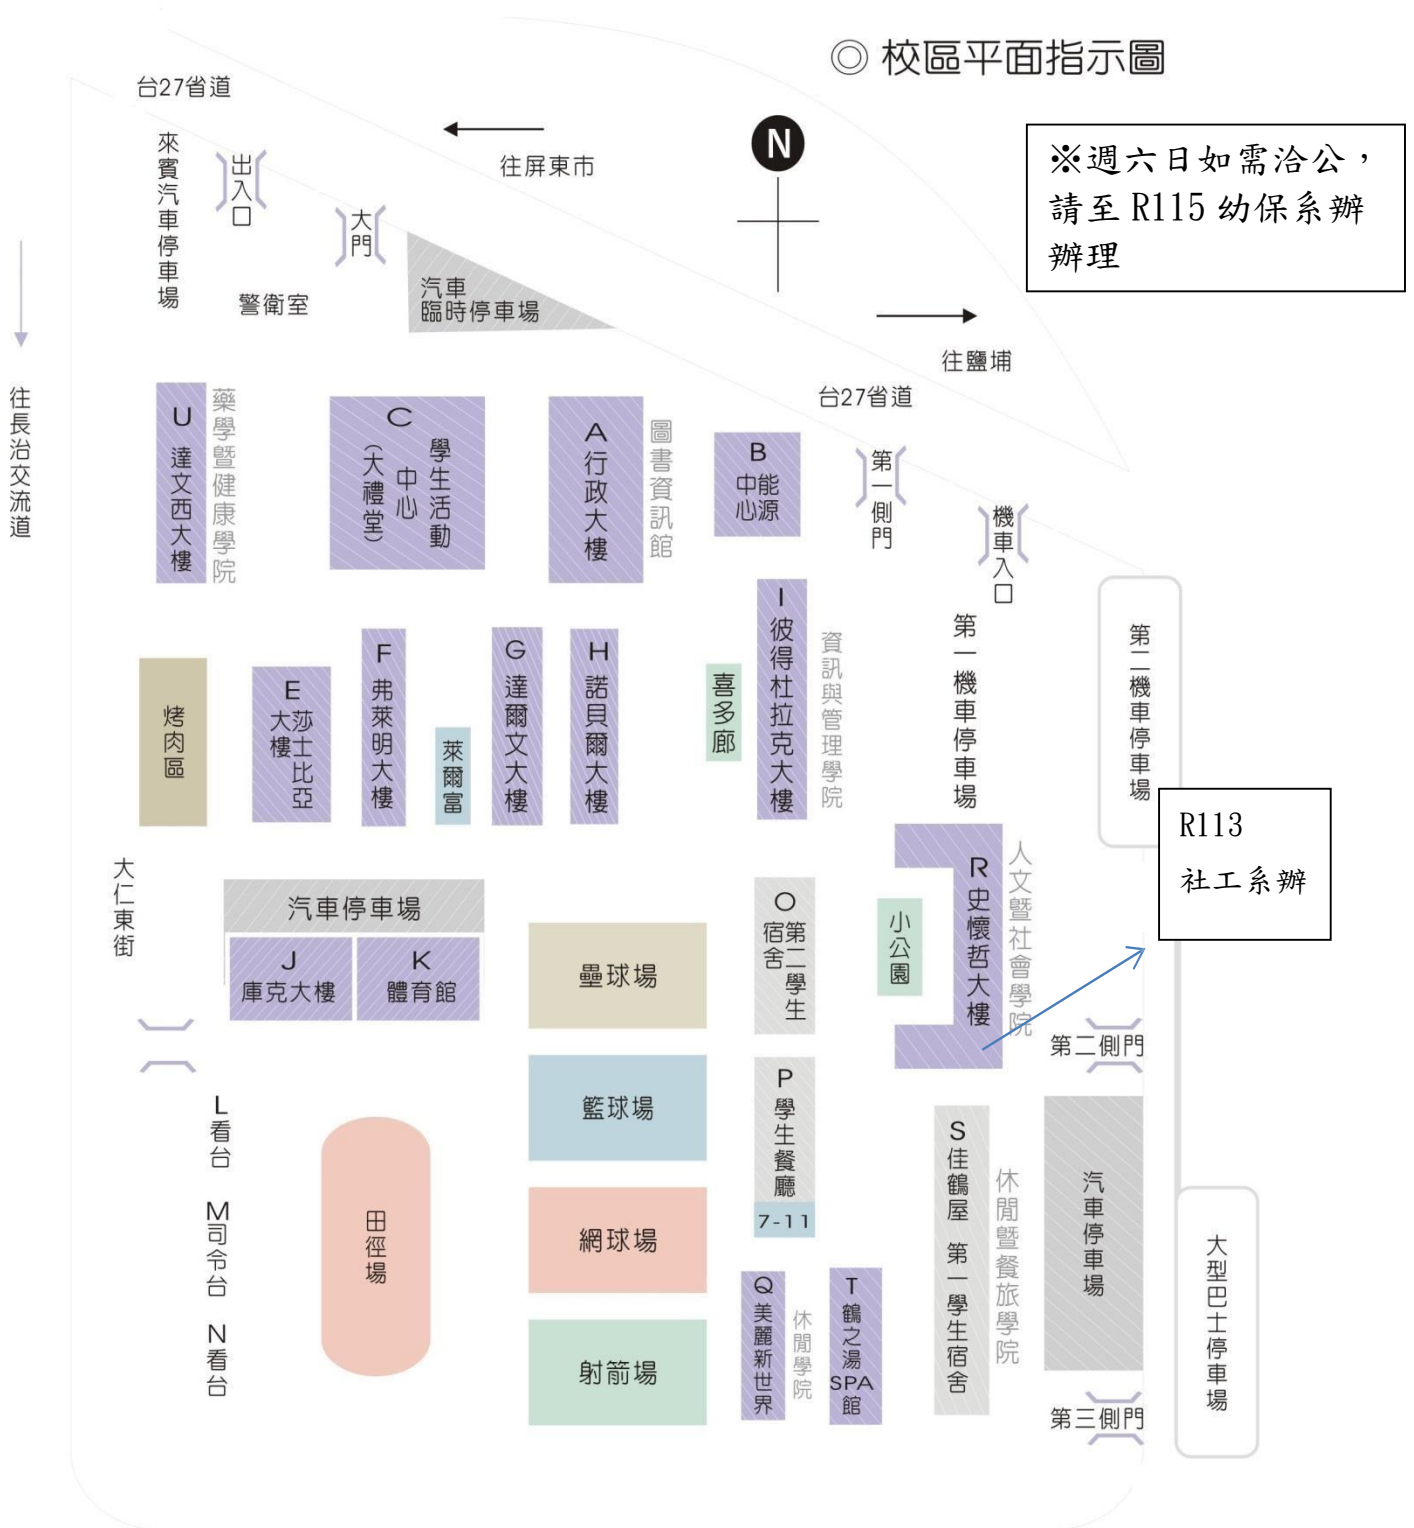 ◎ 校區平面指示圖
台27省道
往屏東市
N
※週六日如需洽公，
請至 R115 幼保系辦
辦理
來賓汽車停車場
出入口
大門
汽車
臨時停車場
警衛室
往長治交流道
往鹽埔
台27省道
U 達文西大樓
藥學暨健康學院
C
學生活動
中心
(大禮堂)
A 行政大樓
圖書資訊館
B
能源
中心
第一側門
機車入口
烤肉區
E
莎士比亞
大樓
F 弗萊明大樓
萊爾富
G 達爾文大樓
H 諾貝爾大樓
喜多廊
I 彼得杜拉克大樓
資訊與管理學院
第一機車停車場
第二機車停車場
R113
社工系辦
大仁東街
汽車停車場
J
庫克大樓
K
體育館
壘球場
O
第二學生
宿舍
小公園
R 史懷哲大樓
人文暨社會學院
第二側門
L看台
M司令台
N看台
田徑場
籃球場
網球場
射箭場
P 學生餐廳
7-11
Q 美麗新世界
休閒學院
T
鶴之湯
SPA
館
S 佳鶴屋 第一學生宿舍
休閒暨餐旅學院
汽車停車場
第三側門
大型巴士停車場